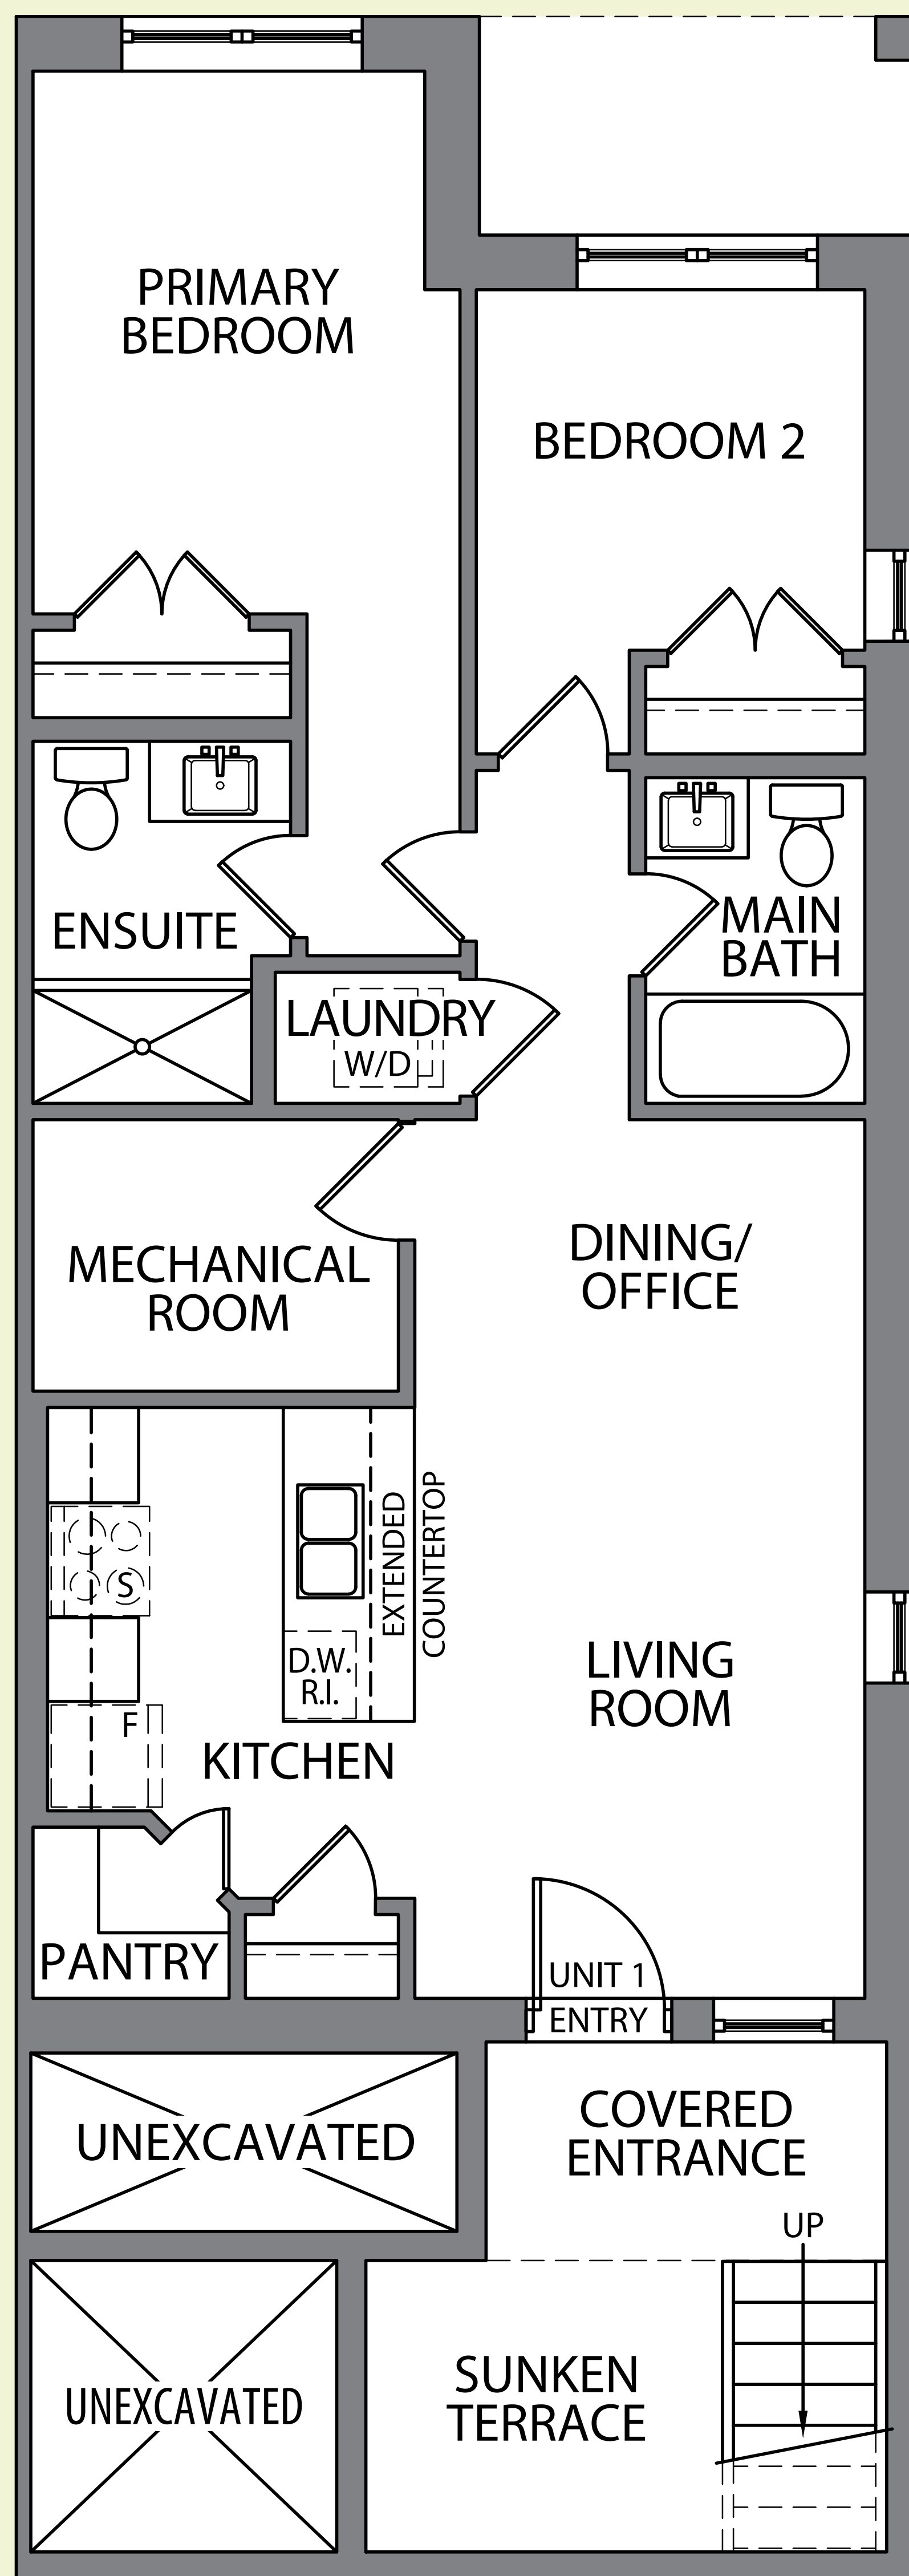 PRIMARY
BEDROOM
BEDROOM 2
ENSUITE
MAIN
BATH
LAUNDRY
W/D
MECHANICAL
ROOM
DINING/
OFFICE
EXTENDED
COUNTERTOP
S
D.W.
R.I.
F
KITCHEN
LIVING
ROOM
PANTRY
UNIT 1
ENTRY
UNEXCAVATED
COVERED
ENTRANCE
UP
UNEXCAVATED
SUNKEN
TERRACE